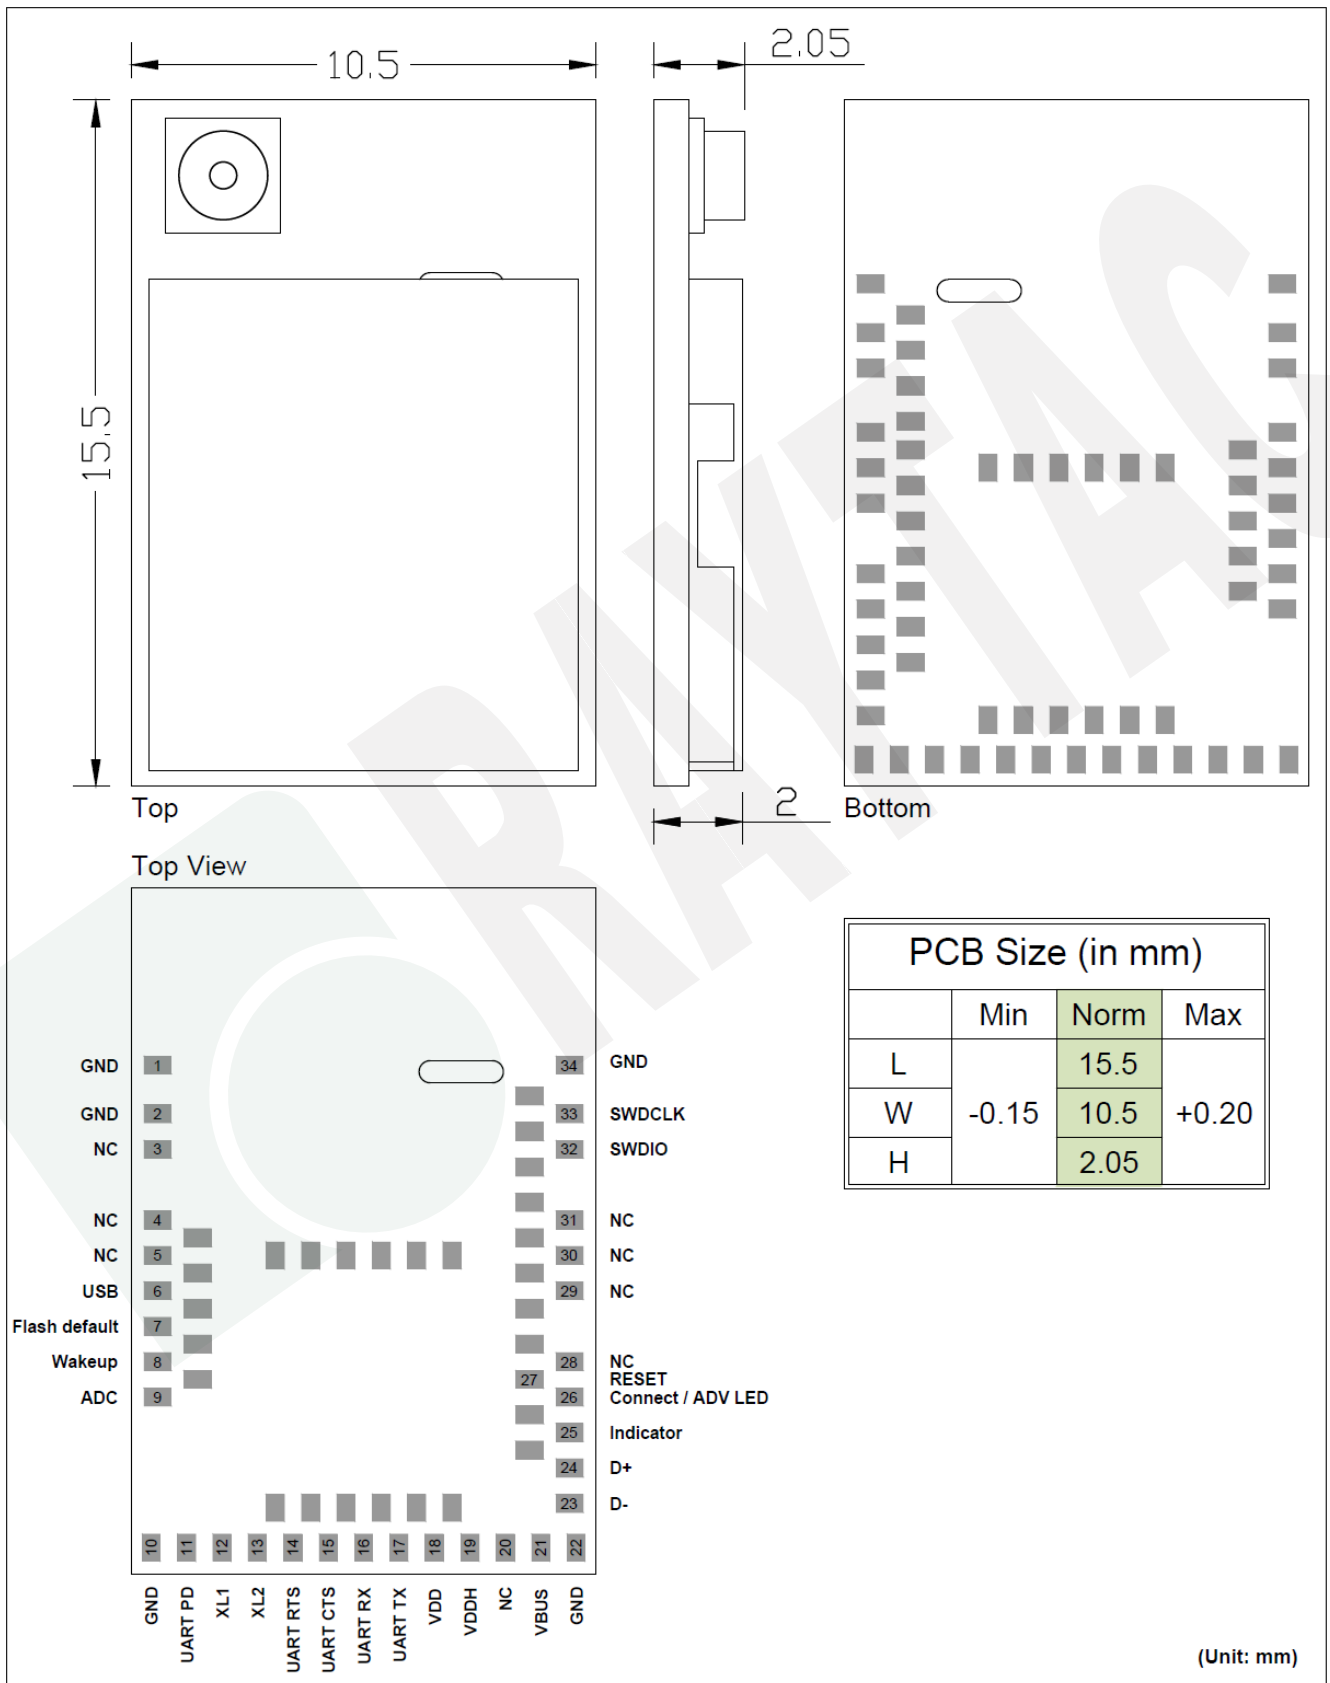 10.5
2.05
15.5
2
Top
Bottom
RAYTAC
Top View
PCB Size (in mm)
Min Norm Max
L 15.5
W -0.15 10.5 +0.20
H 2.05
GND 1 34 GND
GND 2 33 SWDCLK
NC 3 32 SWDIO
NC 4 31 NC
NC 5 30 NC
USB 6 29 NC
Flash default 7
Wakeup 8 28 NC
27 RESET
ADC 9 26 Connect / ADV LED
25 Indicator
24 D+
23 D-
10 11 12 13 14 15 16 17 18 19 20 21 22
GND UART PD XL1 XL2 UART RTS UART CTS UART RX UART TX VDD VDDH NC VBUS GND
(Unit: mm)